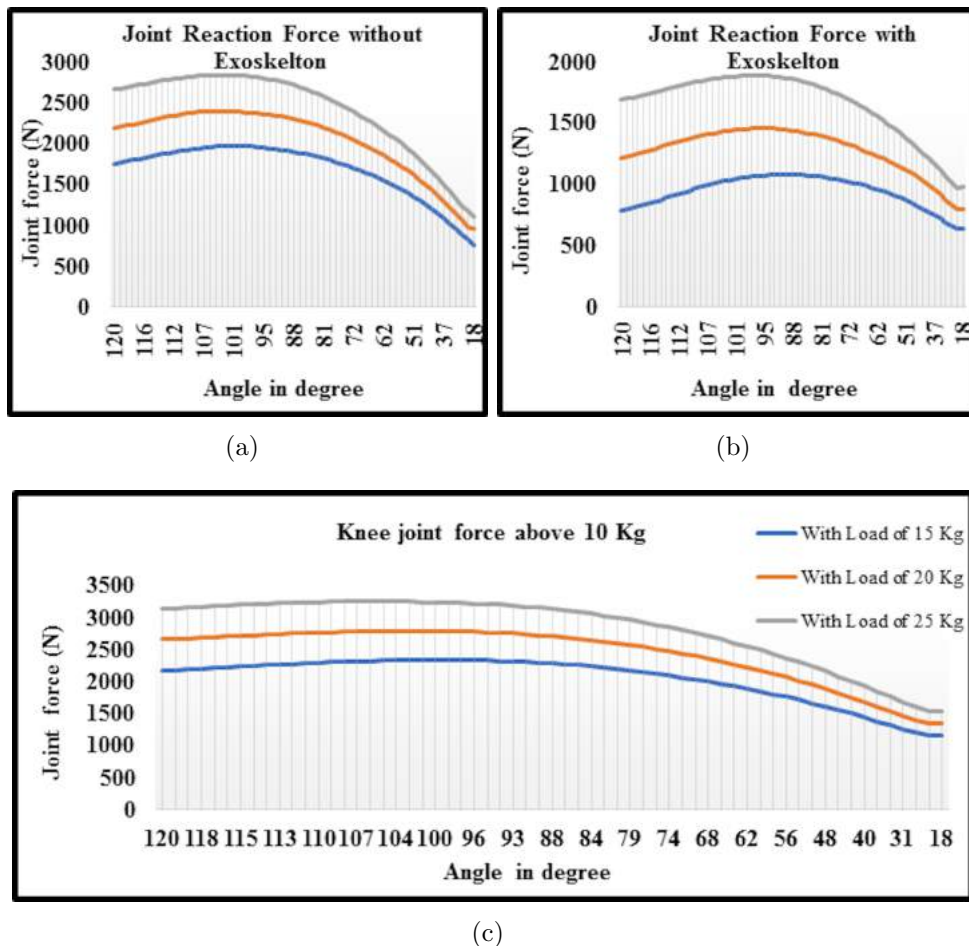 Joint Reaction Force without
Exoskelton
3000
2500
2000
1500
1000
500
0
Joint force (N)
120
116
112
107
101
95
88
81
72
62
51
37
18
Angle in degree
(a)
Joint Reaction Force with
Exoskelton
2000
1500
1000
500
0
Joint force (N)
120
116
112
107
101
95
88
81
72
62
51
37
18
Angle in degree
(b)
Knee joint force above 10 Kg
With Load of 15 Kg
With Load of 20 Kg
With Load of 25 Kg
3500
3000
2500
2000
1500
1000
500
0
Joint force (N)
120 118 115 113 110 107 104 100 96 93 88 84 79 74 68 62 56 48 40 31 18
Angle in degree
(c)